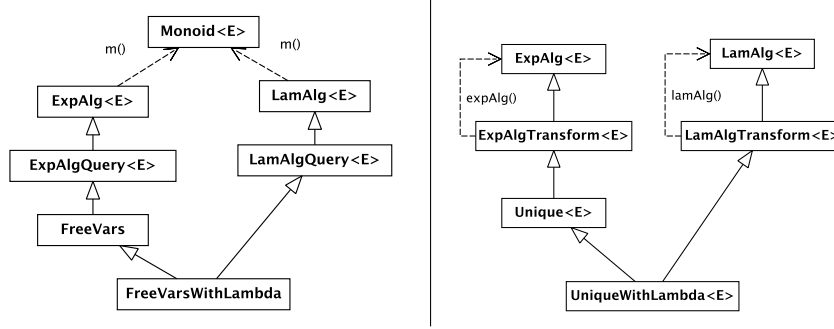 Monoid<E>
m()
m()
ExpAlg<E>
LamAlg<E>
ExpAlgQuery<E>
LamAlgQuery<E>
FreeVars
FreeVarsWithLambda
ExpAlg<E>
LamAlg<E>
expAlg()
lamAlg()
ExpAlgTransform<E>
LamAlgTransform<E>
Unique<E>
UniqueWithLambda<E>